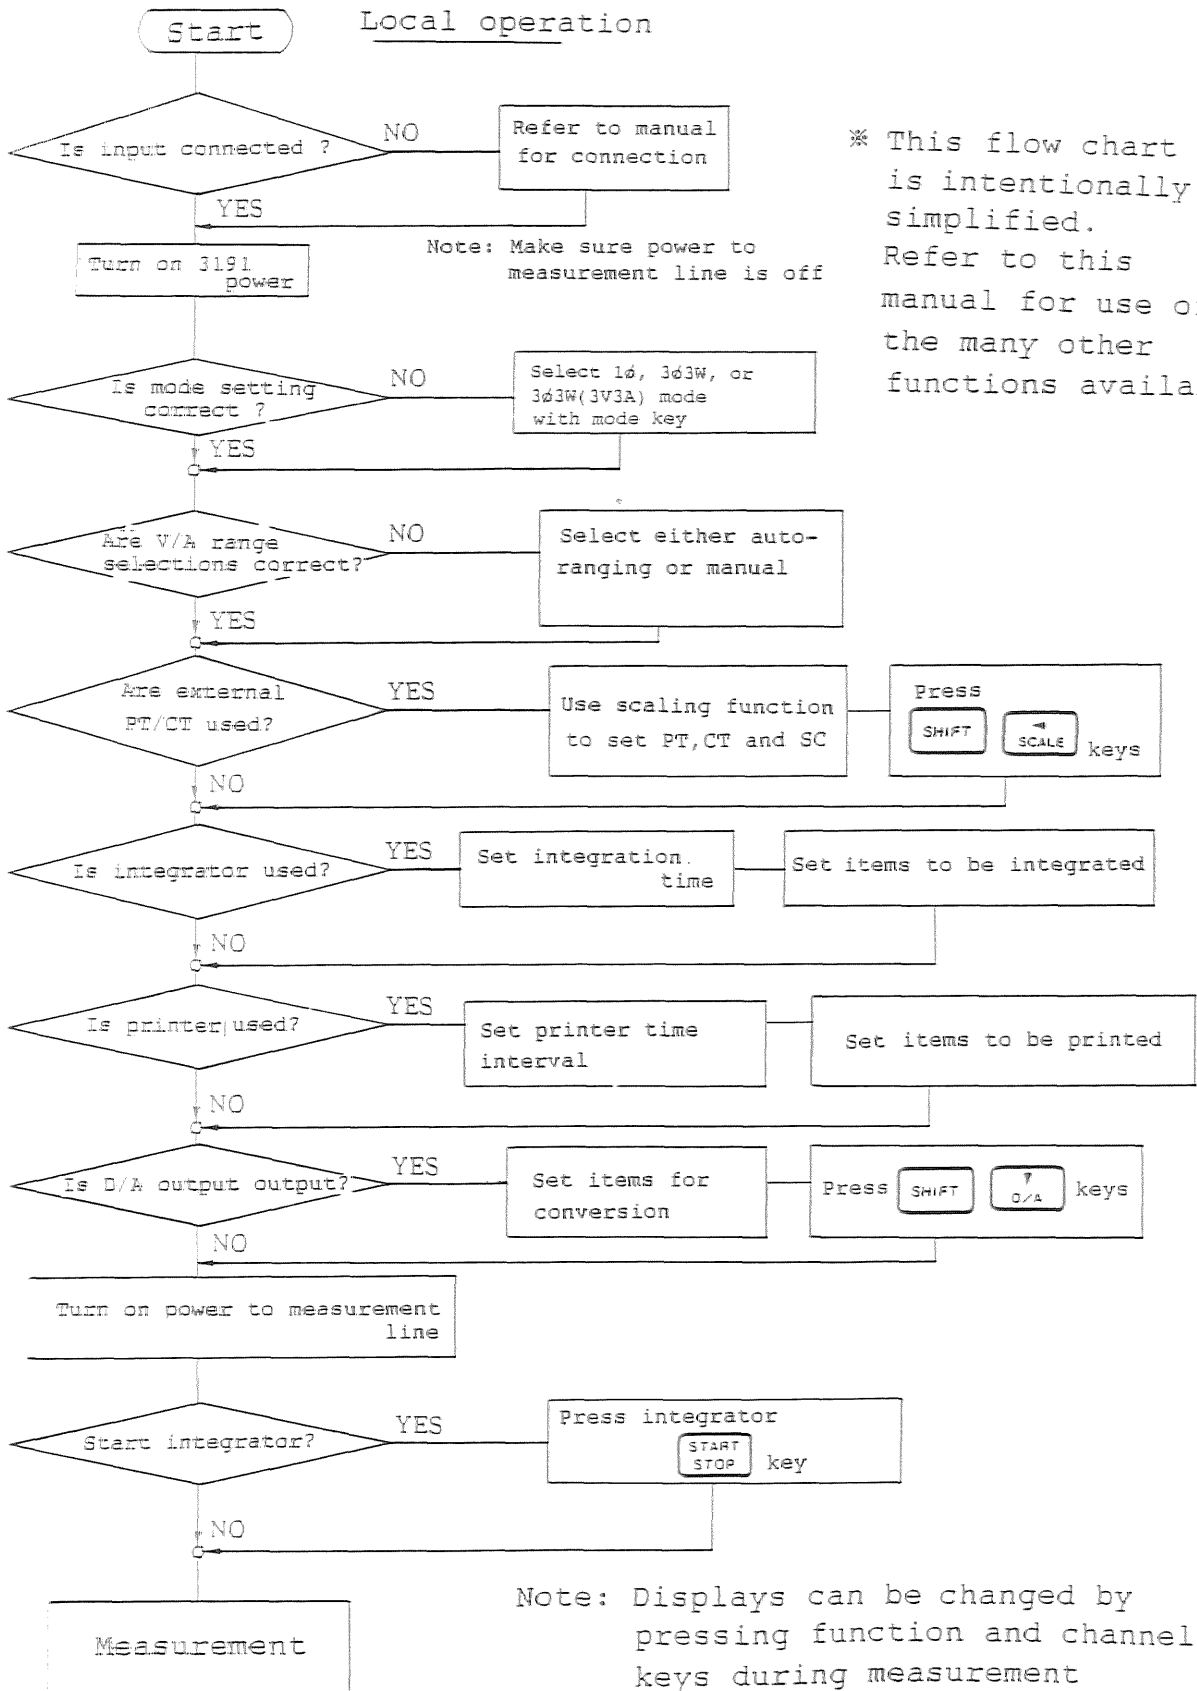 Start
Local operation
Is input connected ?
NO
Refer to manual
for connection
YES
※ This flow chart
is intentionally
simplified.
Refer to this
manual for use
the many other
functions
Note: Make sure power to
measurement line is off
Turn on 3191
power
Is mode setting
correct ?
NO
Select 1ø, 3ø3W, or
3ø3W(3V3A) mode
with mode key
YES
Are V/A range
selections correct?
NO
Select either auto-
ranging or manual
YES
Are external
PT/CT used?
YES
Use scaling function
to set PT,CT and SC
Press
SHIFT
◄
SCALE
keys
NO
Is integrator used?
YES
Set integration.
time
Set items to be integrated
NO
Is printer used?
YES
Set printer time
interval
Set items to be printed
NO
Is D/A output output?
YES
Set items for
conversion
Press SHIFT ▼ D/A keys
NO
Turn on power to measurement
line
Start integrator?
YES
Press integrator
START
STOP
key
NO
Measurement
Note: Displays can be changed by
pressing function and channel
keys during measurement